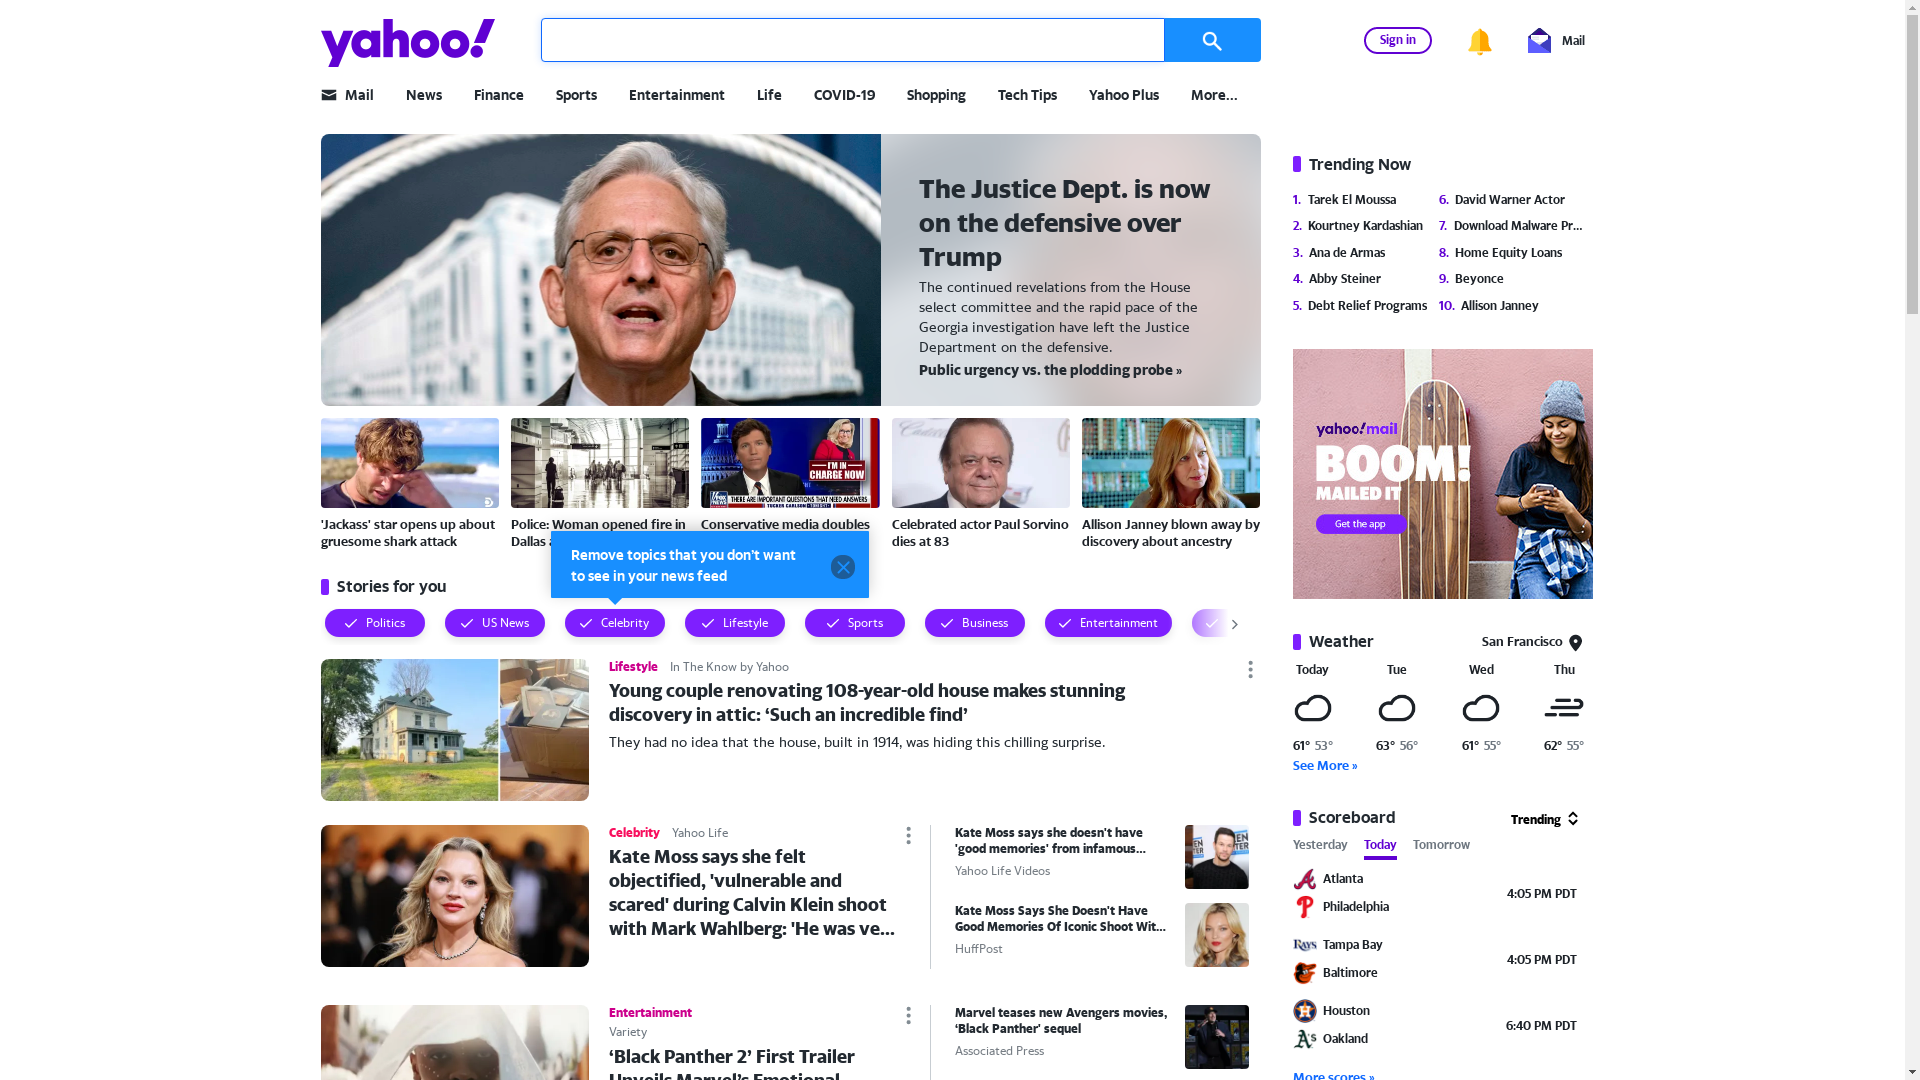 yahoo!
Sign in
Mail
Mail
News
Finance
Sports
Entertainment
Life
COVID-19
Shopping
Tech Tips
Yahoo Plus
More...
The Justice Dept. is now
on the defensive over
Trump
The continued revelations from the House
select committee and the rapid pace of the
Georgia investigation have left the Justice
Department on the defensive.
Public urgency vs. the plodding probe »
I'M IN
CHARGE NOW
THERE ARE IMPORTANT QUESTIONS THAT NEED ANSWERS
TUCKER CARLSON
'Jackass' star opens up about
gruesome shark attack
Police: Woman opened fire in
Dallas
Conservative media doubles
Celebrated actor Paul Sorvino
dies at 83
Allison Janney blown away by
discovery about ancestry
Remove topics that you don't want
to see in your news feed
Stories for you
Politics
US News
Celebrity
Lifestyle
Sports
Business
Entertainment
Lifestyle
In The Know by Yahoo
Young couple renovating 108-year-old house makes stunning
discovery in attic: ‘Such an incredible find’
They had no idea that the house, built in 1914, was hiding this chilling surprise.
Celebrity
Yahoo Life
Kate Moss says she felt
objectified, 'vulnerable and
scared' during Calvin Klein shoot
with Mark Wahlberg: 'He was ve...
Kate Moss says she doesn't have
'good memories' from infamous...
Yahoo Life Videos
Kate Moss Says She Doesn't Have
Good Memories Of Iconic Shoot Wit...
HuffPost
Entertainment
Variety
‘Black Panther 2’ First Trailer
Unveils Marvel’s Emotional
Marvel teases new Avengers movies,
‘Black Panther’ sequel
Associated Press
Trending Now
1. Tarek El Moussa
2. Kourtney Kardashian
3. Ana de Armas
4. Abby Steiner
5. Debt Relief Programs
6. David Warner Actor
7. Download Malware Pr...
8. Home Equity Loans
9. Beyonce
10. Allison Janney
yahoo!mail
BOOM!
MAILED IT
Get the app
Weather
San Francisco
Today
Tue
Wed
Thu
61° 53°
63° 56°
61° 55°
62° 55°
See More »
Scoreboard
Trending
Yesterday
Today
Tomorrow
Atlanta
Philadelphia
4:05 PM PDT
RAYS
Tampa Bay
Baltimore
4:05 PM PDT
Houston
A's
Oakland
6:40 PM PDT
More scores »